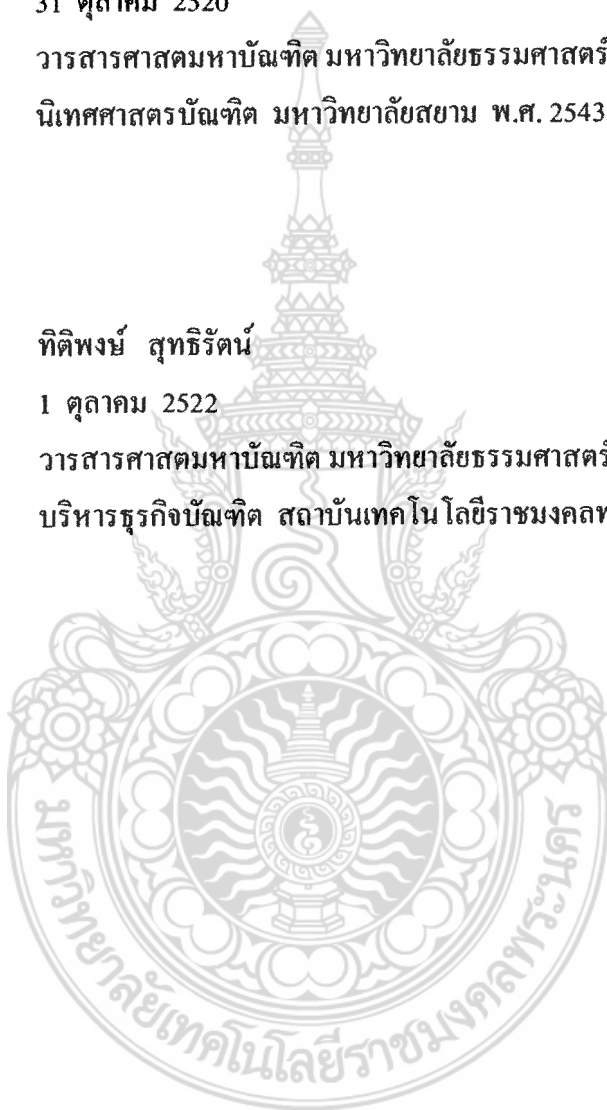 31 ตุลาคม 2520
วารสารศาสตมหาบัณฑิต มหาวิทยาลัยธรรมศาสตร์
นิเทศศาสตรบัณฑิต มหาวิทยาลัยสยาม พ.ศ. 2543
ทิติพงษ์ สุทธิรัตน์
1 ตุลาคม 2522
วารสารศาสตมหาบัณฑิต มหาวิทยาลัยธรรมศาสตร์
บริหารธุรกิจบัณฑิต สถาบันเทคโนโลยีราชมงคล
มหาวิทยาลัยเทคโนโลยีราชมงคลพระนคร